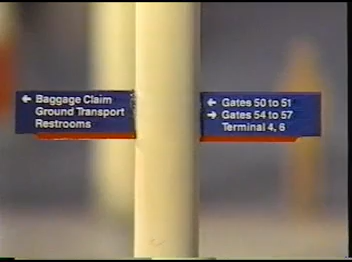 ← Baggage Claim
Ground Transport
Restrooms
← Gates 50 to 51
→ Gates 54 to 57
Terminal 4, 6